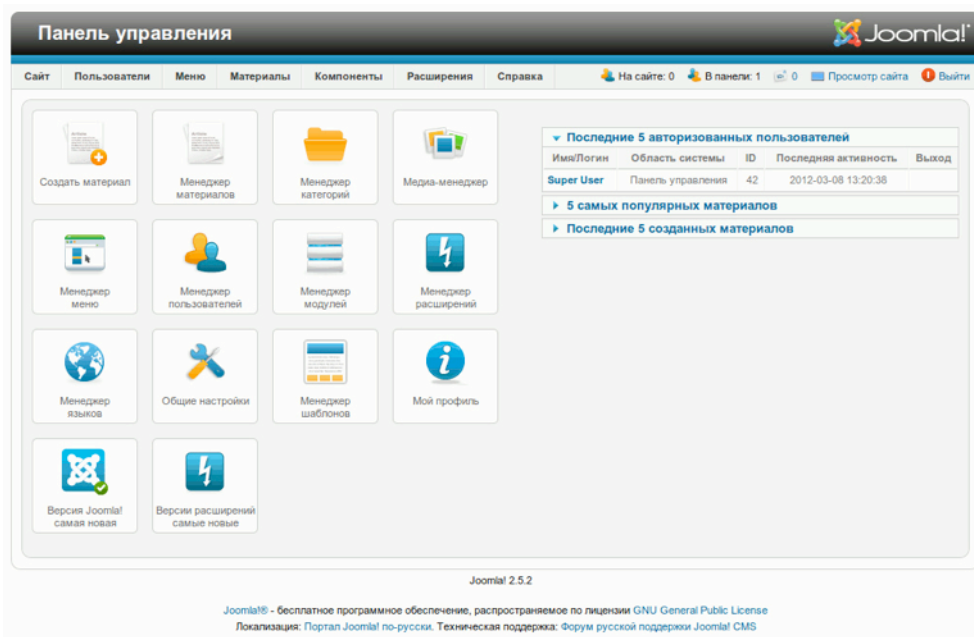 Панель управления
Joomla!
Сайт Пользователи Меню Материалы Компоненты Расширения Справка На сайте: 0 В панели: 1 0 Просмотр сайта Выйти
Создать материал
Менеджер
материалов
Менеджер
категорий
Медиа-менеджер
Менеджер
меню
Менеджер
пользователей
Менеджер
модулей
Менеджер
расширений
Менеджер
языков
Общие настройки
Менеджер
шаблонов
Мой профиль
Версия Joomla!
самая новая
Версии расширений
самые новые
Последние 5 авторизованных пользователей
Имя/Логин Область системы ID Последняя активность Выход
Super User Панель управления 42 2012-03-08 13:20:38
5 самых популярных материалов
Последние 5 созданных материалов
Joomla! 2.5.2
Joomla!® - бесплатное программное обеспечение, распространяемое по лицензии GNU General Public License
Локализация: Портал Joomla! по-русски. Техническая поддержка: Форум русской поддержки Joomla! CMS